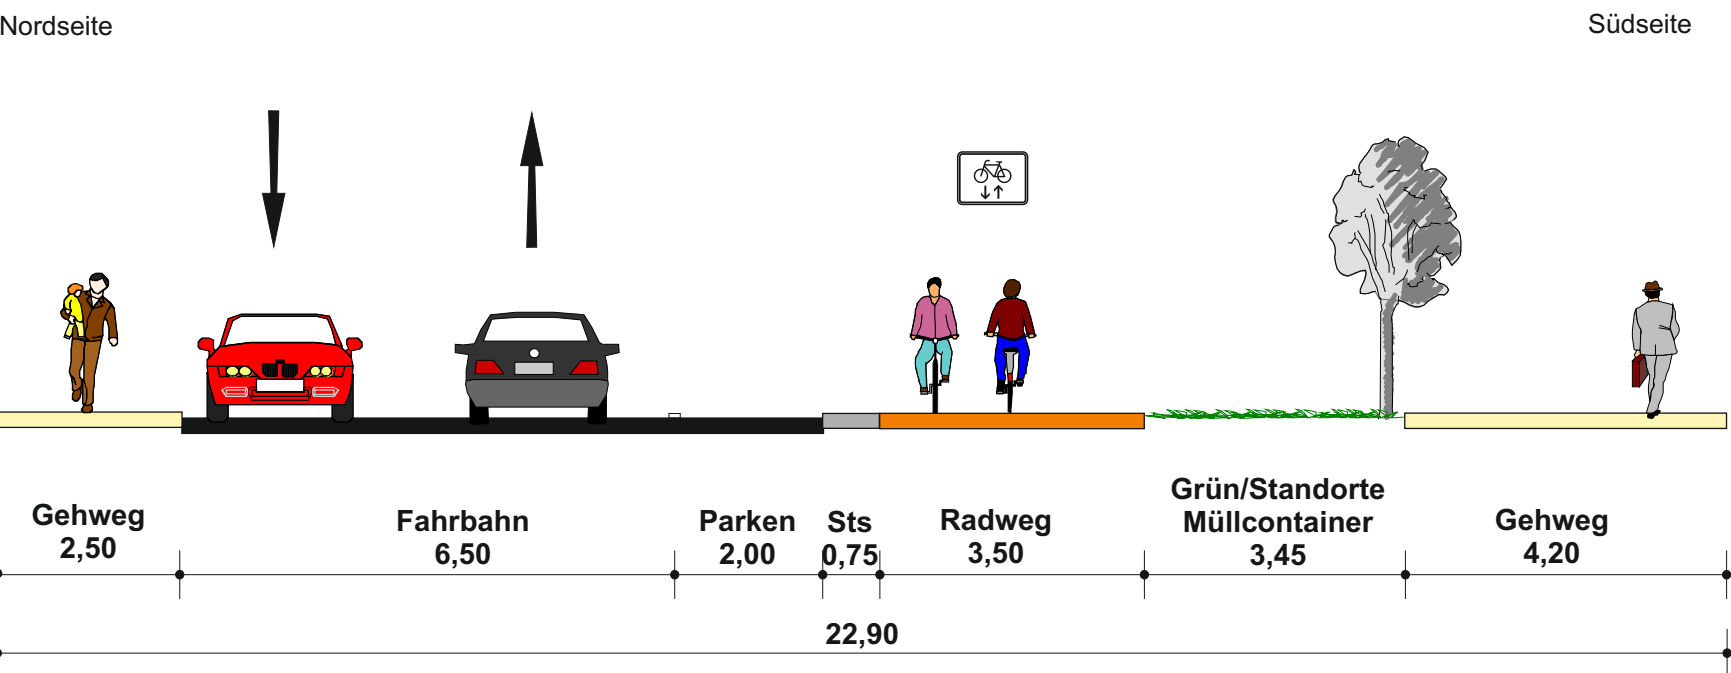 Nordseite
Südseite
Gehweg
2,50
Fahrbahn
6,50
Parken
2,00
Sts
0,75
Radweg
3,50
Grün/Standorte
Müllcontainer
3,45
Gehweg
4,20
22,90